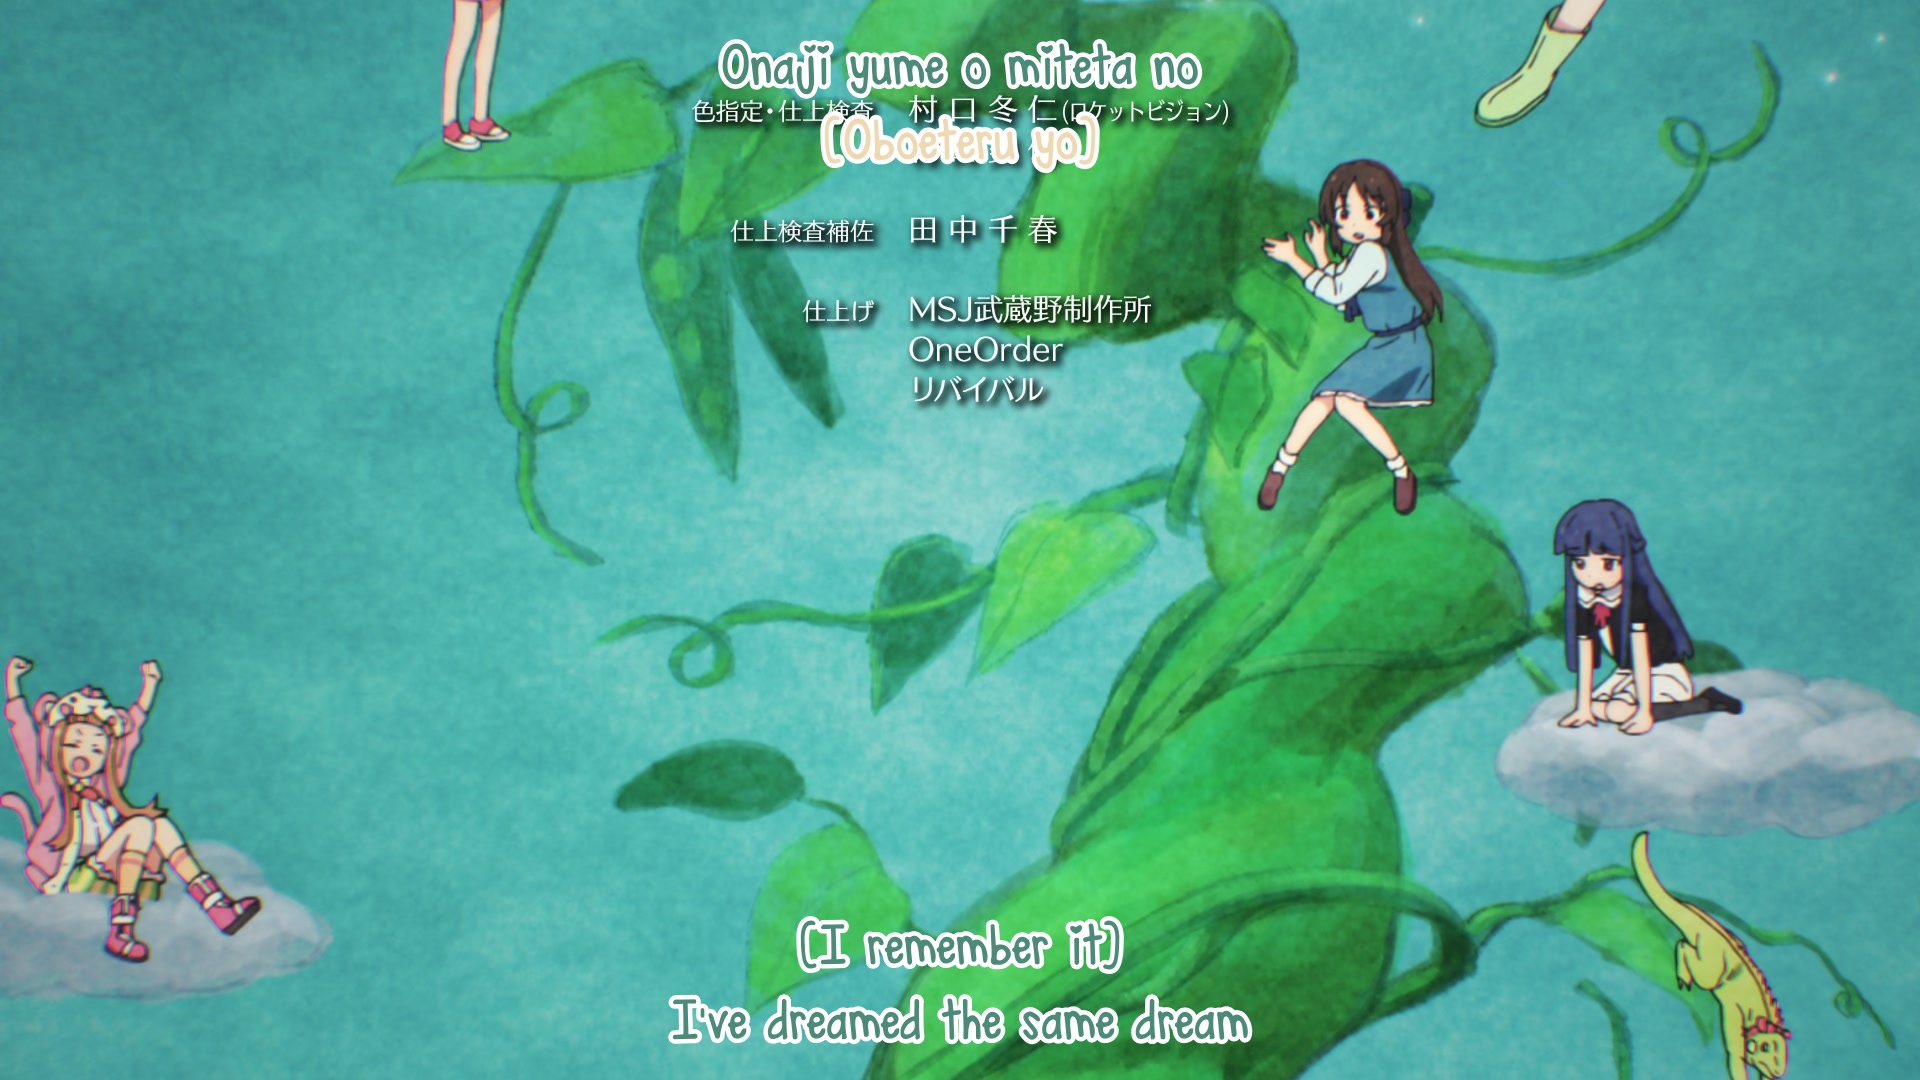 Onaji yume o miteta no
色指定・仕上検査 村口冬仁(ロケットビジョン)
(Oboeteru yo)
仕上検査補佐 田中千春
仕上げ MSJ武蔵野制作所
OneOrder
リバイバル
(I remember it)
I've dreamed the same dream